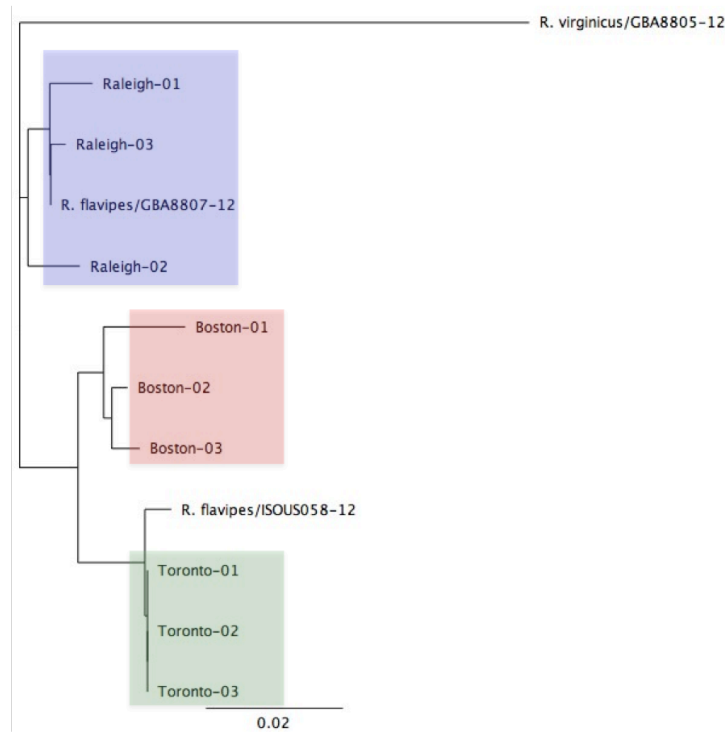 R. virginicus/GBA8805-12
Raleigh-01
Raleigh-03
R. flavipes/GBA8807-12
Raleigh-02
Boston-01
Boston-02
Boston-03
R. flavipes/ISOUS058-12
Toronto-01
Toronto-02
Toronto-03
0.02